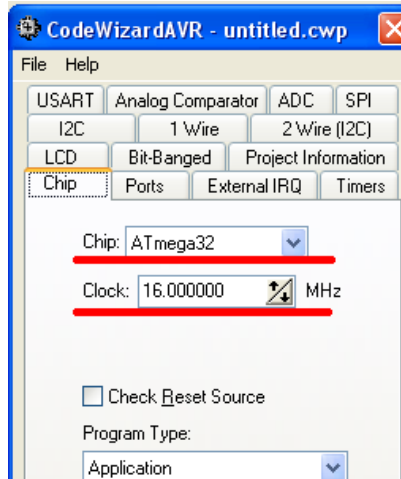 CodeWizardAVR - untitled.cwp
File Help
USART Analog Comparator ADC SPI
I2C 1 Wire 2 Wire (I2C)
LCD Bit-Banged Project Information
Chip Ports External IRQ Timers
Chip: ATmega32
Clock: 16.000000 MHz
Check Reset Source
Program Type:
Application